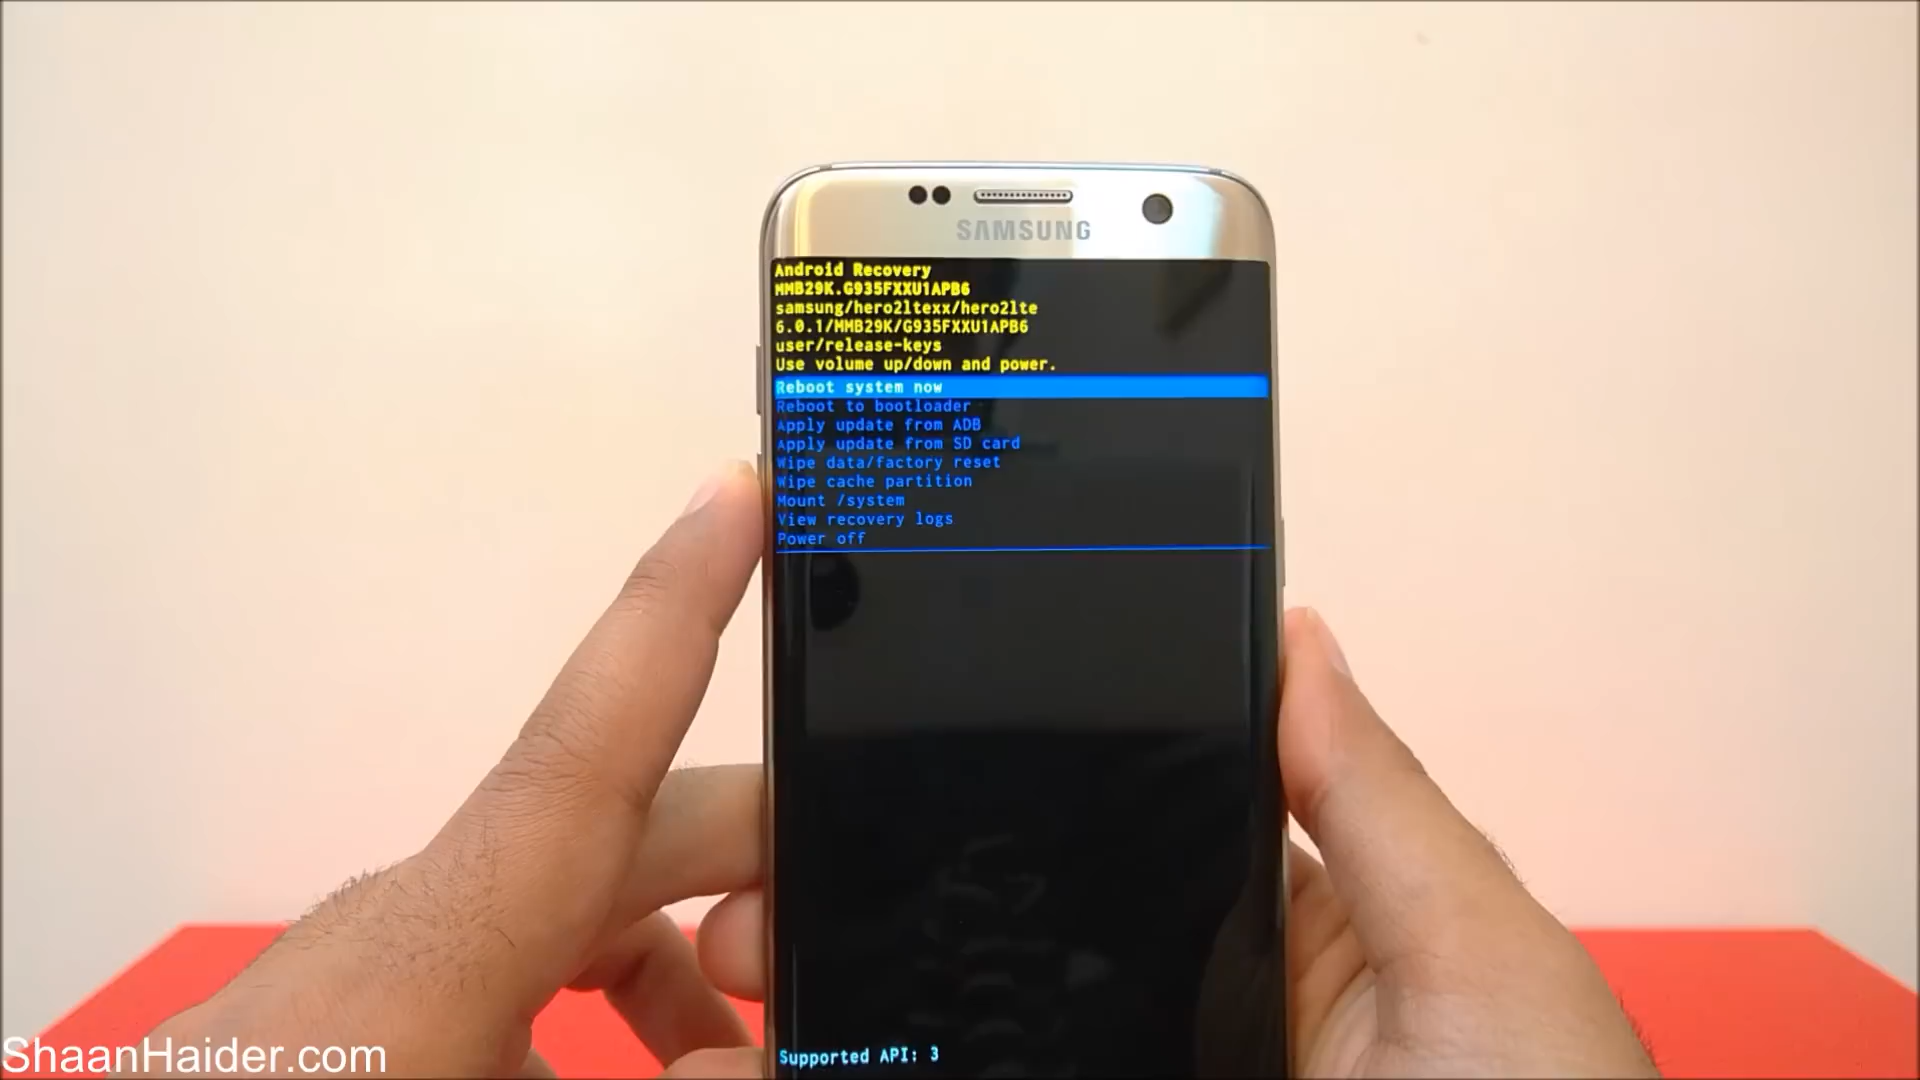 SAMSUNG
Android Recovery
MMB29K.G935FXXU1APB6
samsung/hero2ltexx/hero2lte
6.0.1/MMB29K/G935FXXU1APB6
user/release-keys
Use volume up/down and power.
Reboot system now
Reboot to bootloader
Apply update from ADB
Apply update from SD card
Wipe data/factory reset
Wipe cache partition
Mount /system
View recovery logs
Power off
Supported API: 3
ShaanHaider.com